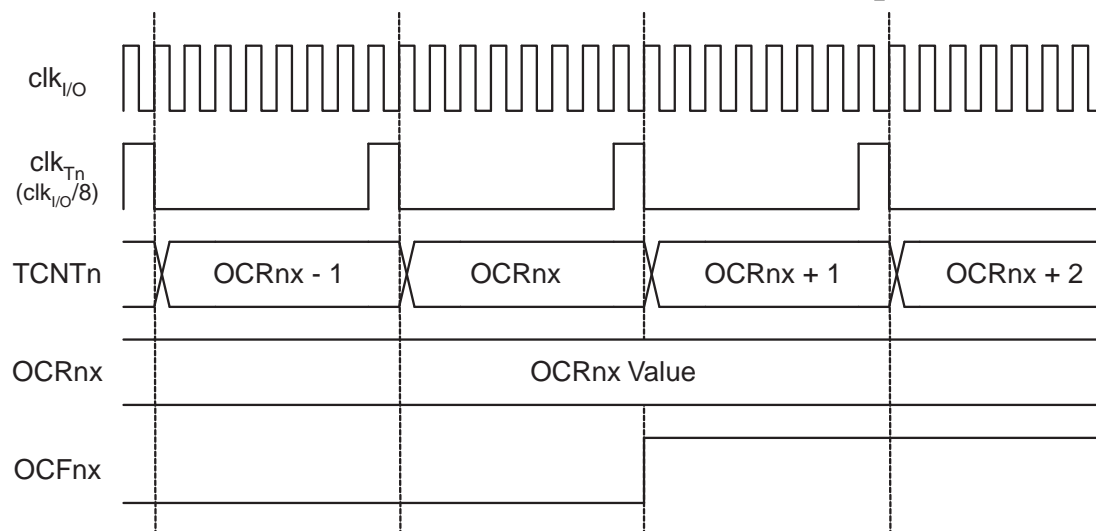 clkI/O
clkTn
(clkI/O/8)
TCNTn OCRnx - 1 OCRnx OCRnx + 1 OCRnx + 2
OCRnx OCRnx Value
OCFnx